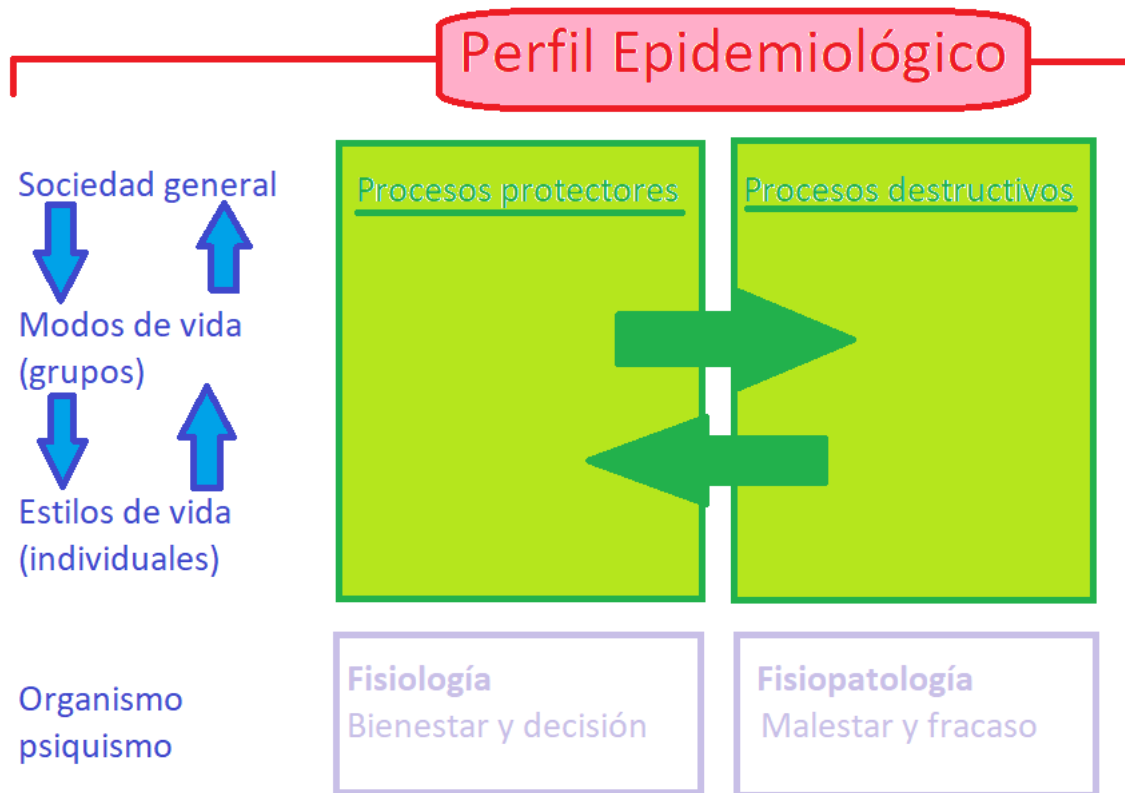 Perfil Epidemiológico
Sociedad general
Modos de vida
(grupos)
Estilos de vida
(individuales)
Organismo
psiquismo
Procesos protectores
Procesos destructivos
Fisiología
Bienestar y decisión
Fisiopatología
Malestar y fracaso